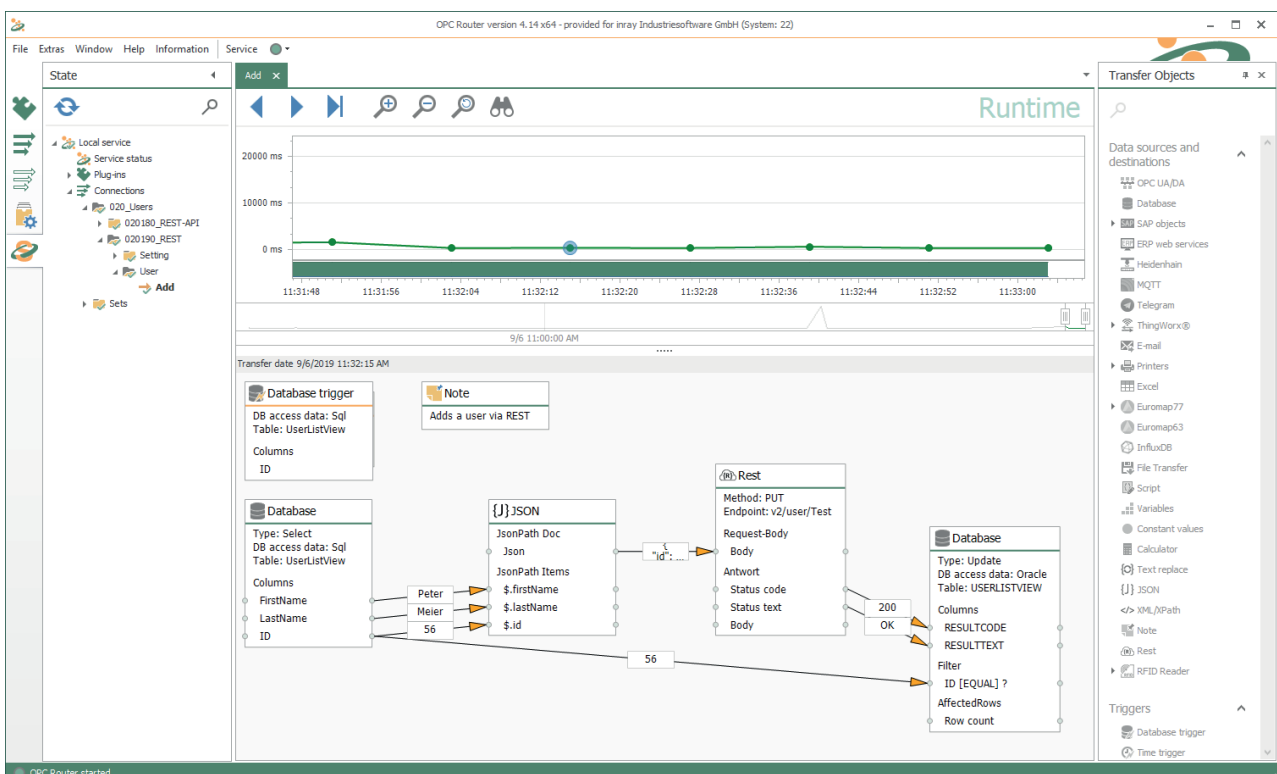 OPC Router version 4.14 x64 - provided for inray Industriesoftware GmbH (System: 22)
File Extras Window Help Information Service
State
Local service
Service status
Plug-ins
Connections
020_Users
020180_REST-API
020190_REST
Setting
User
Add
Sets
Add
Runtime
20000 ms
10000 ms
0 ms
11:31:48 11:31:56 11:32:04 11:32:12 11:32:20 11:32:28 11:32:36 11:32:44 11:32:52 11:33:00
9/6 11:00:00 AM
Transfer date 9/6/2019 11:32:15 AM
Database trigger
DB access data: Sql
Table: UserListView
Columns
ID
Note
Adds a user via REST
Database
Type: Select
DB access data: Sql
Table: UserListView
Columns
FirstName
LastName
ID
Peter
Meier
56
{J} JSON
JsonPath Doc
Json
JsonPath Items
$.firstName
$.lastName
$.id
{
"id": ...
56
{R} Rest
Method: PUT
Endpoint: v2/user/Test
Request-Body
Body
Antwort
Status code
Status text
Body
200
OK
Database
Type: Update
DB access data: Oracle
Table: USERLISTVIEW
Columns
RESULTCODE
RESULTTEXT
Filter
ID [EQUAL] ?
AffectedRows
Row count
Transfer Objects
Data sources and
destinations
OPC UA/DA
Database
SAP SAP objects
ERP ERP web services
Heidenhain
MQTT
Telegram
ThingWorx®
E-mail
Printers
Excel
Euromap77
Euromap63
InfluxDB
File Transfer
Script
Variables
Constant values
Calculator
{O} Text replace
{J} JSON
</> XML/XPath
Note
{R} Rest
RFID Reader
Triggers
Database trigger
Time trigger
OPC Router started